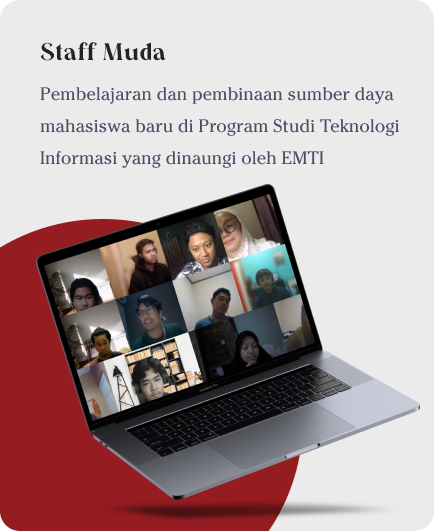 Staff Muda
Pembelajaran dan pembinaan sumber daya
mahasiswa baru di Program Studi Teknologi
Informasi yang dinaungi oleh EMTI